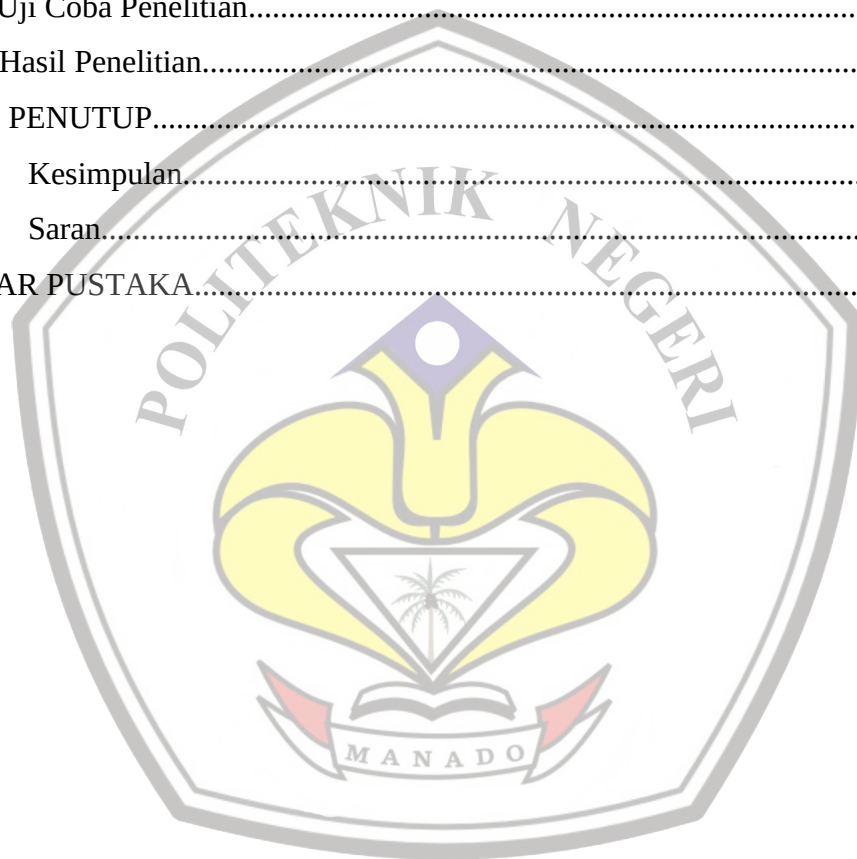 Uji Coba Penelitian....................................................................................
Hasil Penelitian....................................................................................
PENUTUP....................................................................................
Kesimpulan....................................................................................
Saran....................................................................................
AR PUSTAKA....................................................................................
POLITEKNIK NEGERI
MANADO